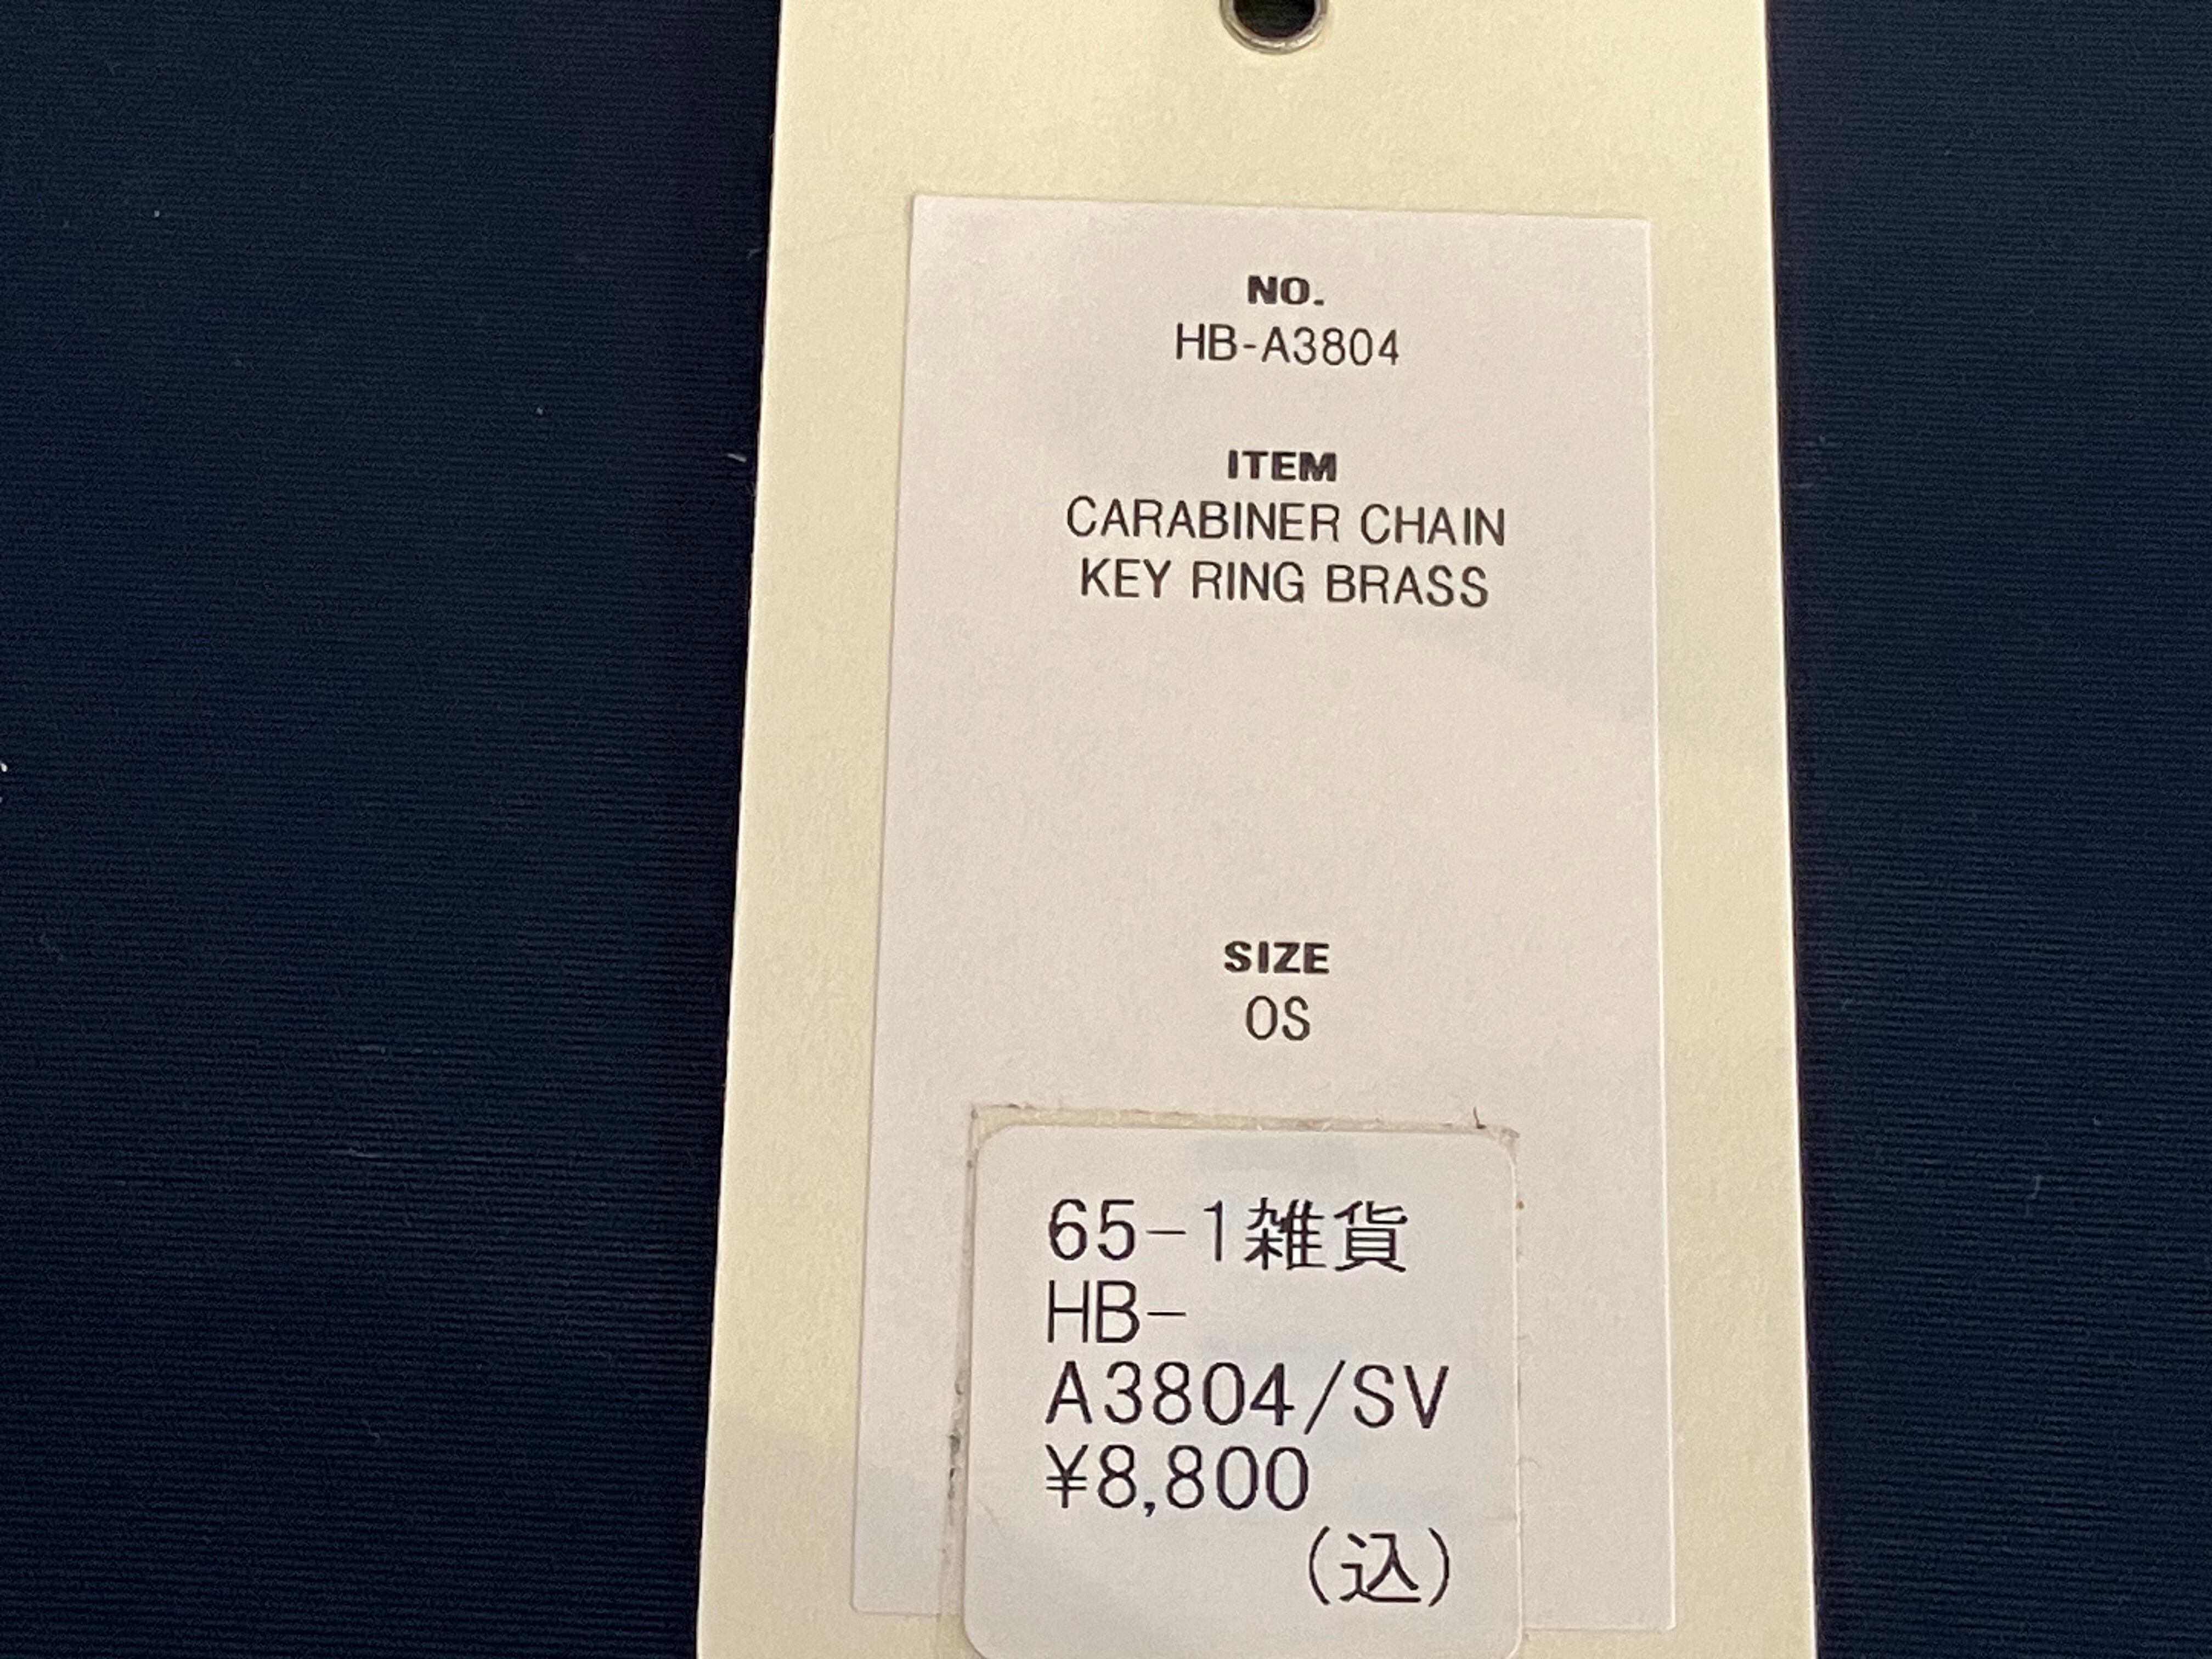 NO.
HB-A3804
ITEM
CARABINER CHAIN
KEY RING BRASS
SIZE
OS
65-1雑貨
HB-
A3804/SV
¥8,800
(込)